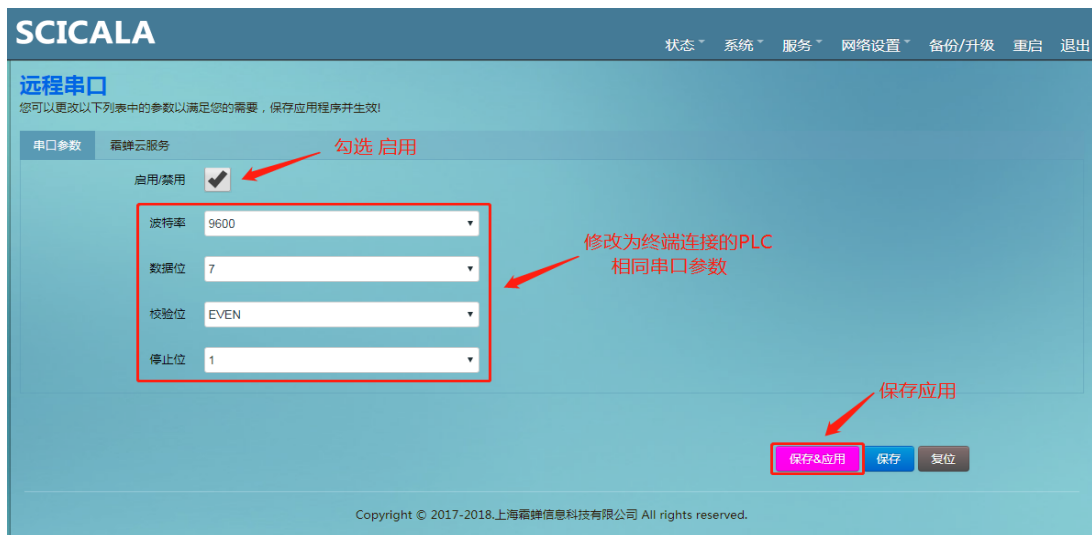 SCICALA
状态 系统 服务 网络设置 备份/升级 重启 退出
远程串口
您可以更改以下列表中的参数以满足您的需要，保存应用程序并生效!
串口参数 霜蝉云服务
勾选 启用
启用/禁用
波特率 9600
修改为终端连接的PLC
相同串口参数
数据位 7
校验位 EVEN
停止位 1
保存应用
保存&应用 保存 复位
Copyright © 2017-2018.上海霜蝉信息科技有限公司 All rights reserved.